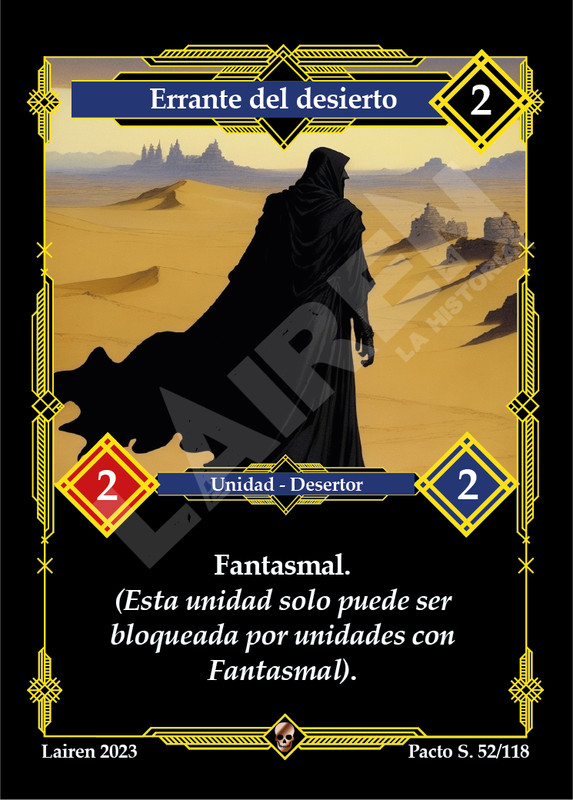 Errante del desierto
2
LAIREN
LA HISTORIA
2
Unidad - Desertor
2
Fantasmal.
(Esta unidad solo puede ser
bloqueada por unidades con
Fantasmal).
Lairen 2023
Pacto S. 52/118